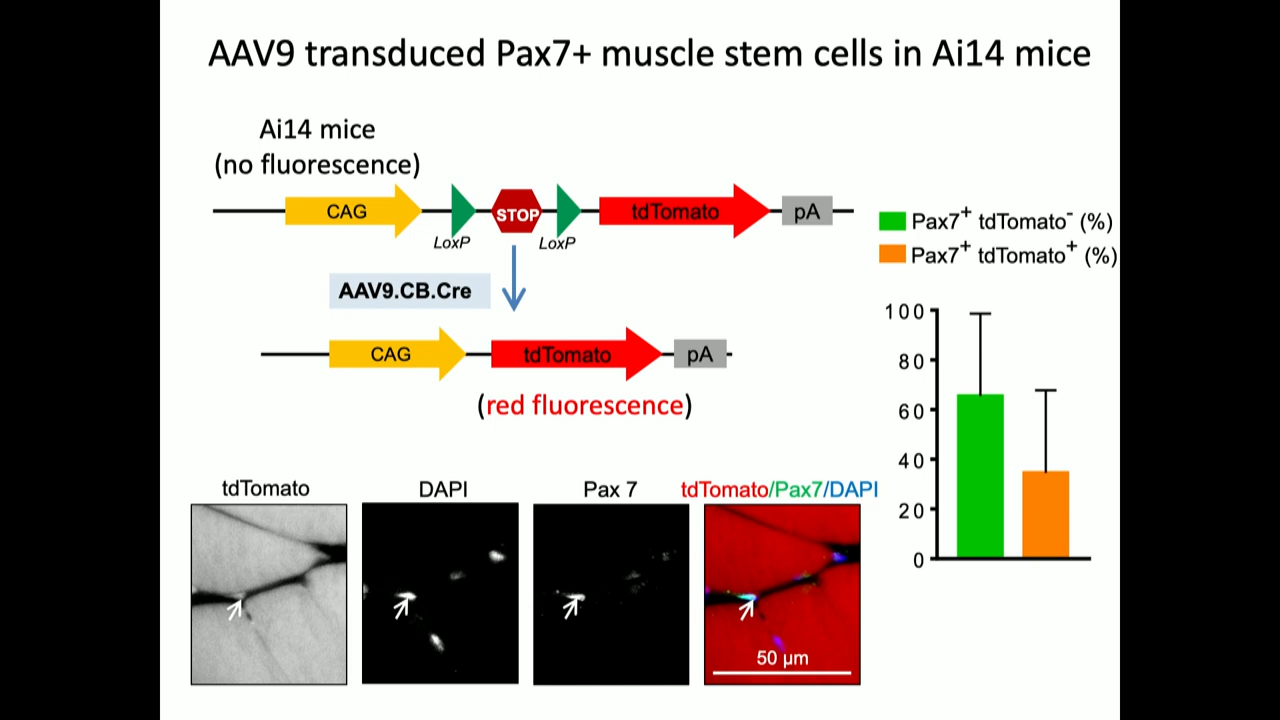 AAV9 transduced Pax7+ muscle stem cells in Ai14 mice
Ai14 mice
(no fluorescence)
CAG
STOP
tdTomato
pA
LoxP
LoxP
AAV9.CB.Cre
CAG
tdTomato
pA
(red fluorescence)
Pax7⁺ tdTomato⁻ (%)
Pax7⁺ tdTomato⁺ (%)
100
80
60
40
20
0
tdTomato
DAPI
Pax 7
tdTomato/Pax7/DAPI
50 µm